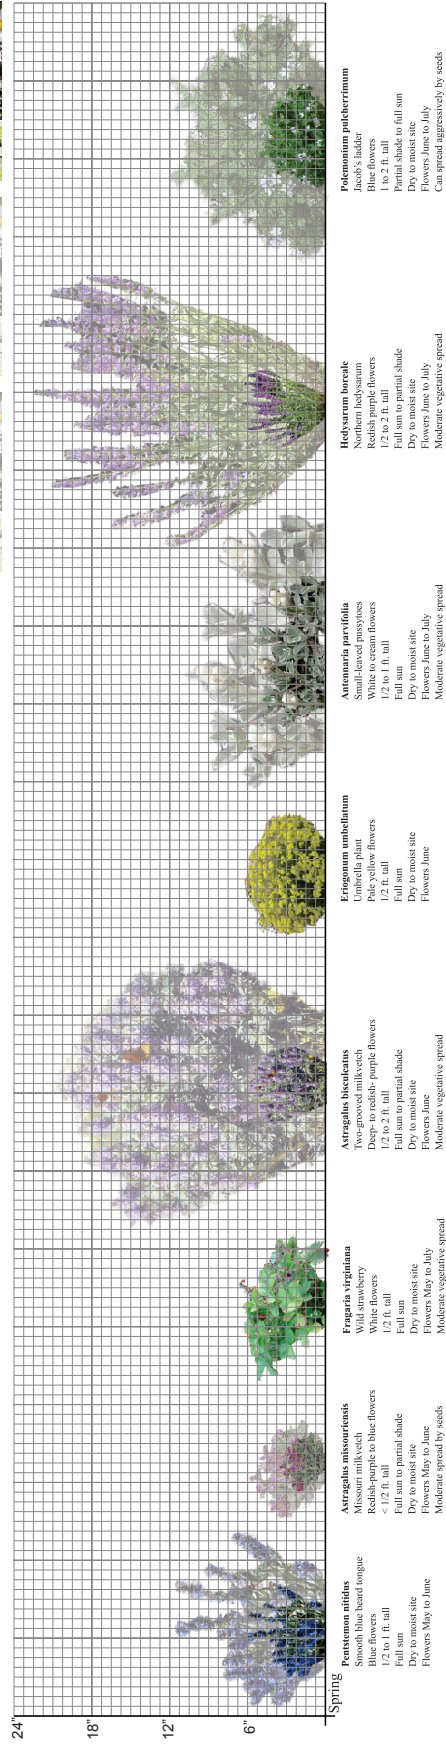 24"
18"
12"
6"
Spring
Pentstemon nitidus
Smooth blue beard tongue
Blue flowers
1/2 to 1 ft. tall
Full sun
Dry to moist site
Flowers May to June
Astragalus missouriensis
Missouri milkvetch
Redish-purple to blue flowers
< 1/2 ft. tall
Full sun to partial shade
Dry to moist site
Flowers May to June
Moderate spread by seeds
Fragaria virginiana
Wild strawberry
White flowers
1/2 ft. tall
Full sun
Dry to moist site
Flowers May to July
Moderate vegetative spread
Astragalus bisculcatus
Two-grooved milkvetch
Deep- to redish- purple flowers
1/2 to 2 ft. tall
Full sun to partial shade
Dry to moist site
Flowers June
Moderate vegetative spread
Eriogonum umbellatum
Umbrella plant
Pale yellow flowers
1/2 ft. tall
Full sun
Dry to moist site
Flowers June
Antennaria parvifolia
Small-leaved pussytoes
White to cream flowers
1/2 to 1 ft. tall
Full sun
Dry to moist site
Flowers June to July
Moderate vegetative spread
Hedysarum boreale
Northern hedysarum
Redish purple flowers
1/2 to 2 ft. tall
Full sun to partial shade
Dry to moist site
Flowers June to July
Moderate vegetative spread
Polemonium pulcherrimum
Jacob's ladder
Blue flowers
1 to 2 ft. tall
Partial shade to full sun
Dry to moist site
Flowers June to July
Can spread aggressively by seeds